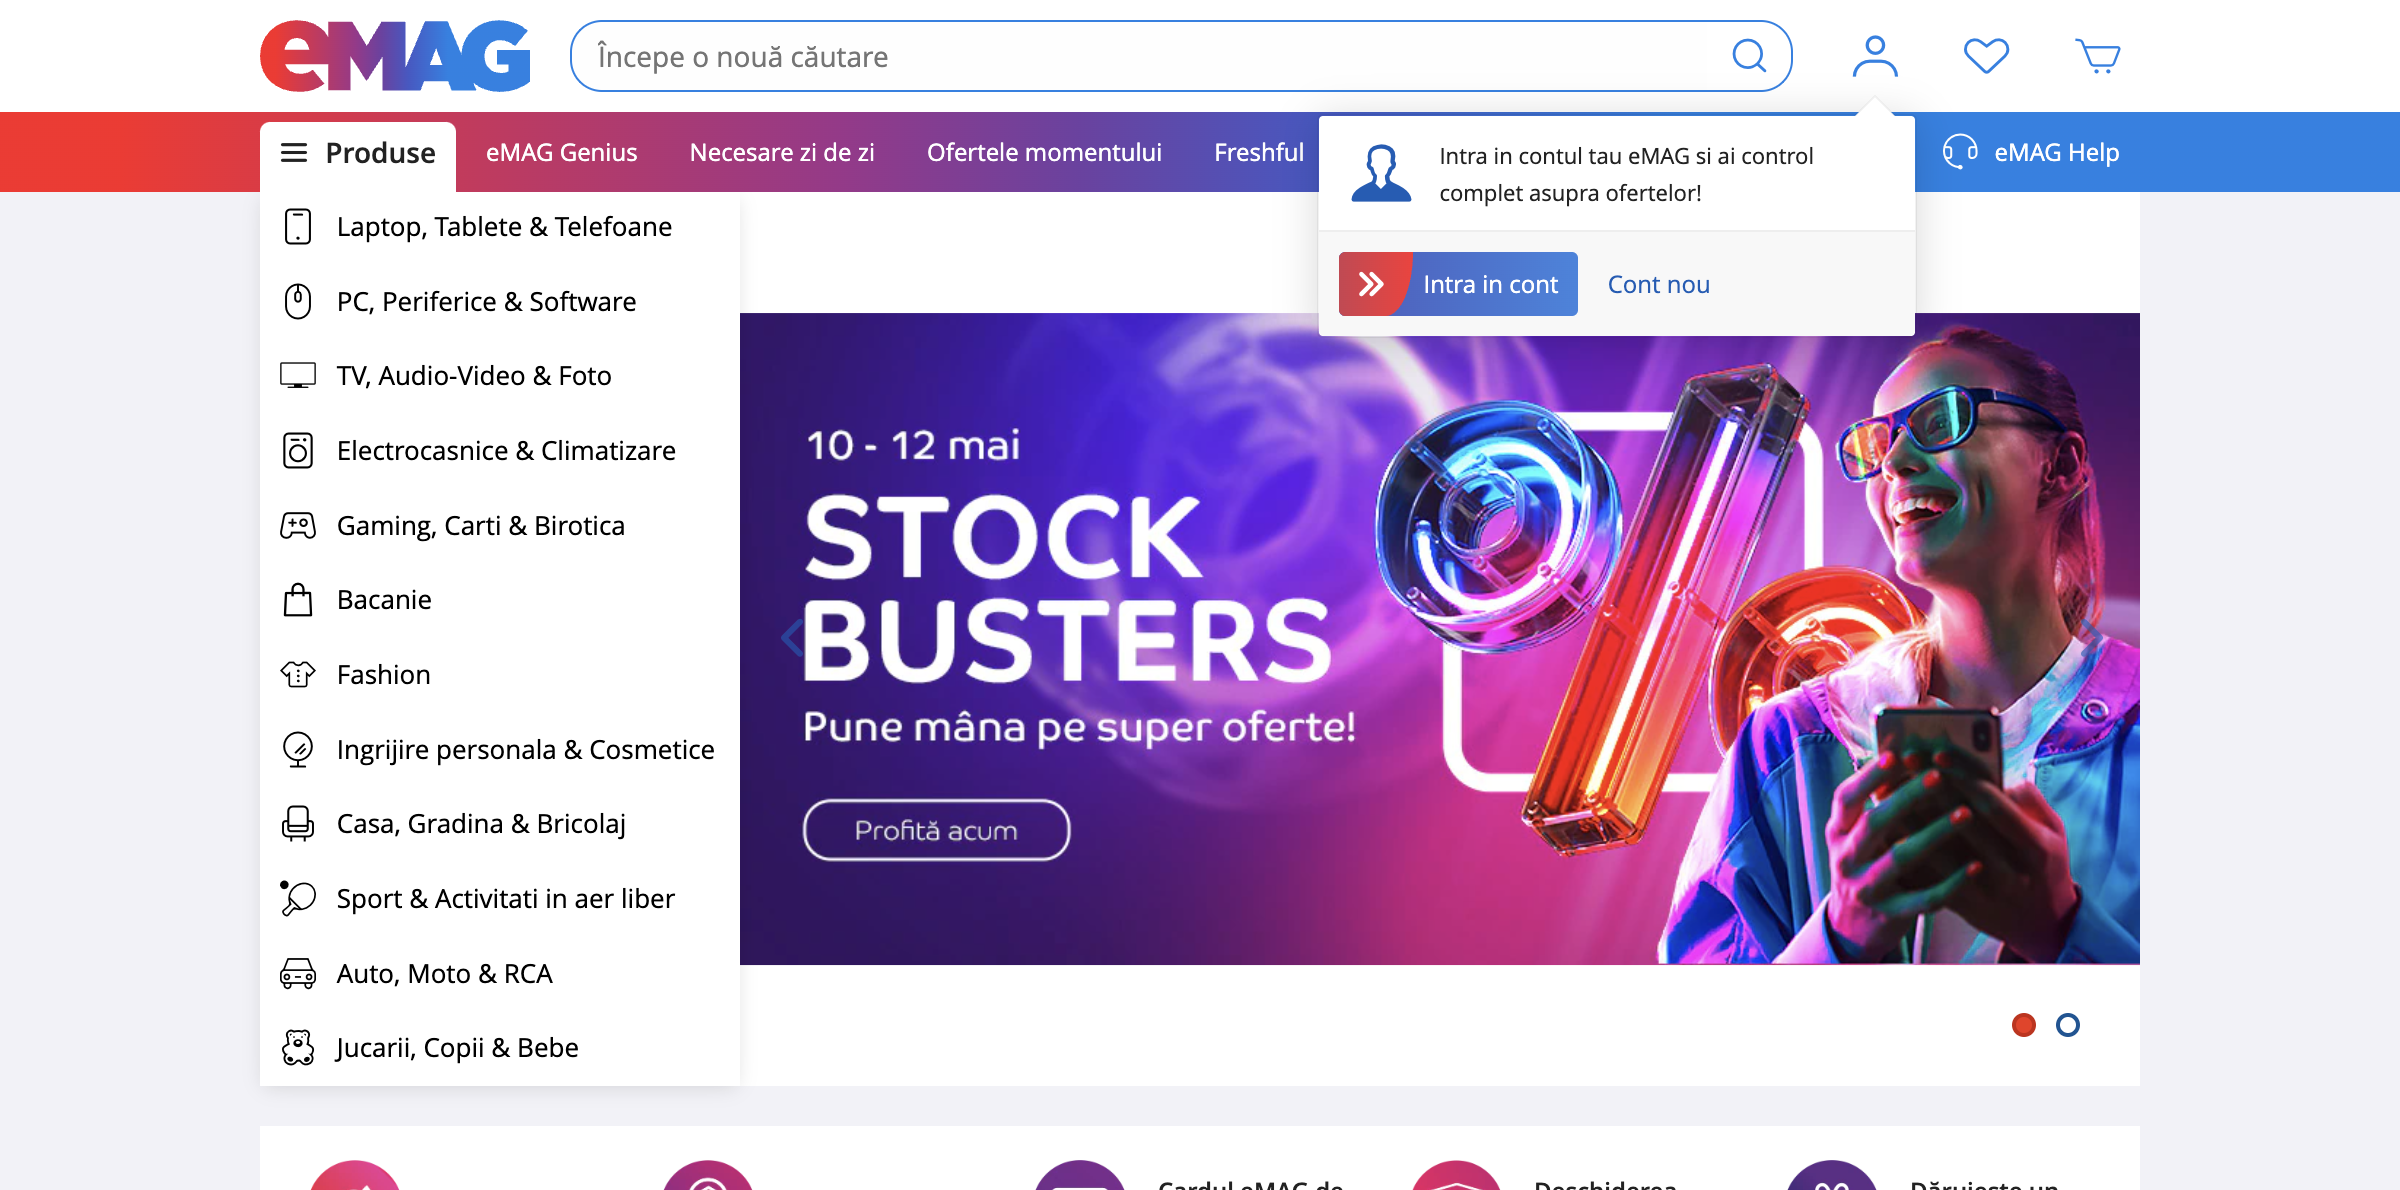 eMAG
Începe o nouă căutare
Produse
eMAG Genius
Necesare zi de zi
Ofertele momentului
Freshful
eMAG Help
Intra in contul tau eMAG si ai control
complet asupra ofertelor!
Intra in cont
Cont nou
Laptop, Tablete & Telefoane
PC, Periferice & Software
TV, Audio-Video & Foto
Electrocasnice & Climatizare
Gaming, Carti & Birotica
Bacanie
Fashion
Ingrijire personala & Cosmetice
Casa, Gradina & Bricolaj
Sport & Activitati in aer liber
Auto, Moto & RCA
Jucarii, Copii & Bebe
10 - 12 mai
STOCK
BUSTERS
Pune mâna pe super oferte!
Profită acum
Cardul eMAG de
Deschiderea
Dăruiește un